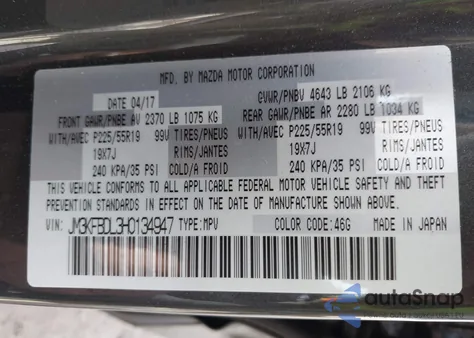 MFD. BY MAZDA MOTOR CORPORATION
DATE 04/17 GVWR/PNBV 4643 LB 2106 KG
FRONT GAWR/PNBE AV 2370 LB 1075 KG REAR GAWR/PNBE AR 2280 LB 1034 KG
WITH/AVEC P225/55R19 99V TIRES/PNEUS WITH/AVEC P225/55R19 99V TIRES/PNEUS
19X7J RIMS/JANTES 19X7J RIMS/JANTES
240 KPA/35 PSI COLD/A FROID 240 KPA/35 PSI COLD/A FROID
THIS VEHICLE CONFORMS TO ALL APPLICABLE FEDERAL MOTOR VEHICLE SAFETY AND THEFT
PREVENTION STANDARDS IN EFFECT ON THE DATE OF MANUFACTURE SHOWN ABOVE.
VIN: JM3KFBDL3H0134947 TYPE:MPV COLOR CODE:46G MADE IN JAPAN
autoSnap